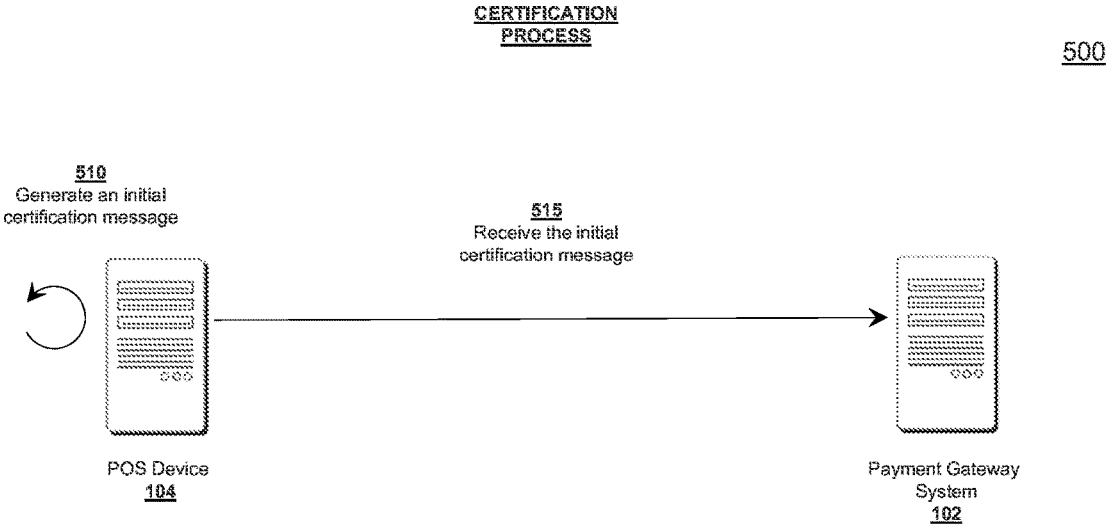 CERTIFICATION
PROCESS
500
510
Generate an initial
certification message
515
Receive the initial
certification message
POS Device
104
Payment Gateway
System
102